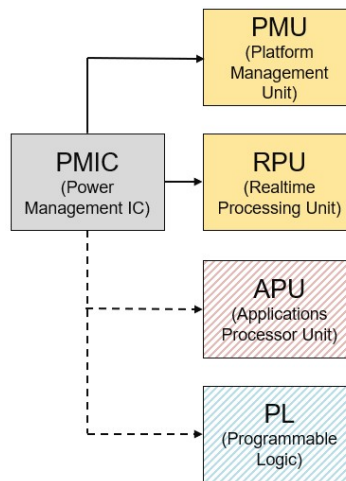 PMU
(Platform
Management
Unit)
PMIC
(Power
Management IC)
RPU
(Realtime
Processing Unit)
APU
(Applications
Processor Unit)
PL
(Programmable
Logic)